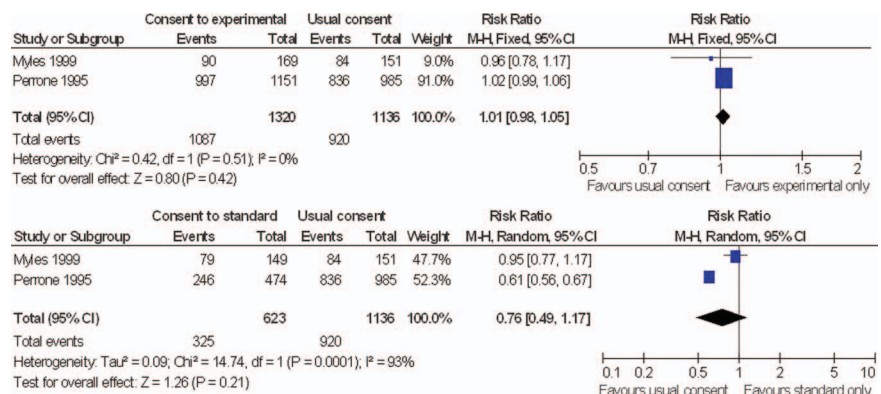 Consent to experimental Usual consent Risk Ratio Risk Ratio
Study or Subgroup Events Total Events Total Weight M-H, Fixed, 95% CI M-H, Fixed, 95% CI
Myles 1999 90 169 84 151 9.0% 0.96 [0.78, 1.17]
Perrone 1995 997 1151 836 985 91.0% 1.02 [0.99, 1.06]
Total (95% CI) 1320 1136 100.0% 1.01 [0.98, 1.05]
Total events 1087 920
Heterogeneity: Chi² = 0.42, df = 1 (P = 0.51); I² = 0%
Test for overall effect: Z = 0.80 (P = 0.42)
0.5 0.7 1 1.5 2
Favours usual consent Favours experimental only
Consent to standard Usual consent Risk Ratio Risk Ratio
Study or Subgroup Events Total Events Total Weight M-H, Random, 95% CI M-H, Random, 95% CI
Myles 1999 79 149 84 151 47.7% 0.95 [0.77, 1.17]
Perrone 1995 246 474 836 985 52.3% 0.61 [0.56, 0.67]
Total (95% CI) 623 1136 100.0% 0.76 [0.49, 1.17]
Total events 325 920
Heterogeneity: Tau² = 0.09; Chi² = 14.74, df = 1 (P = 0.0001); I² = 93%
Test for overall effect: Z = 1.26 (P = 0.21)
0.1 0.2 0.5 1 2 5 10
Favours usual consent Favours standard only